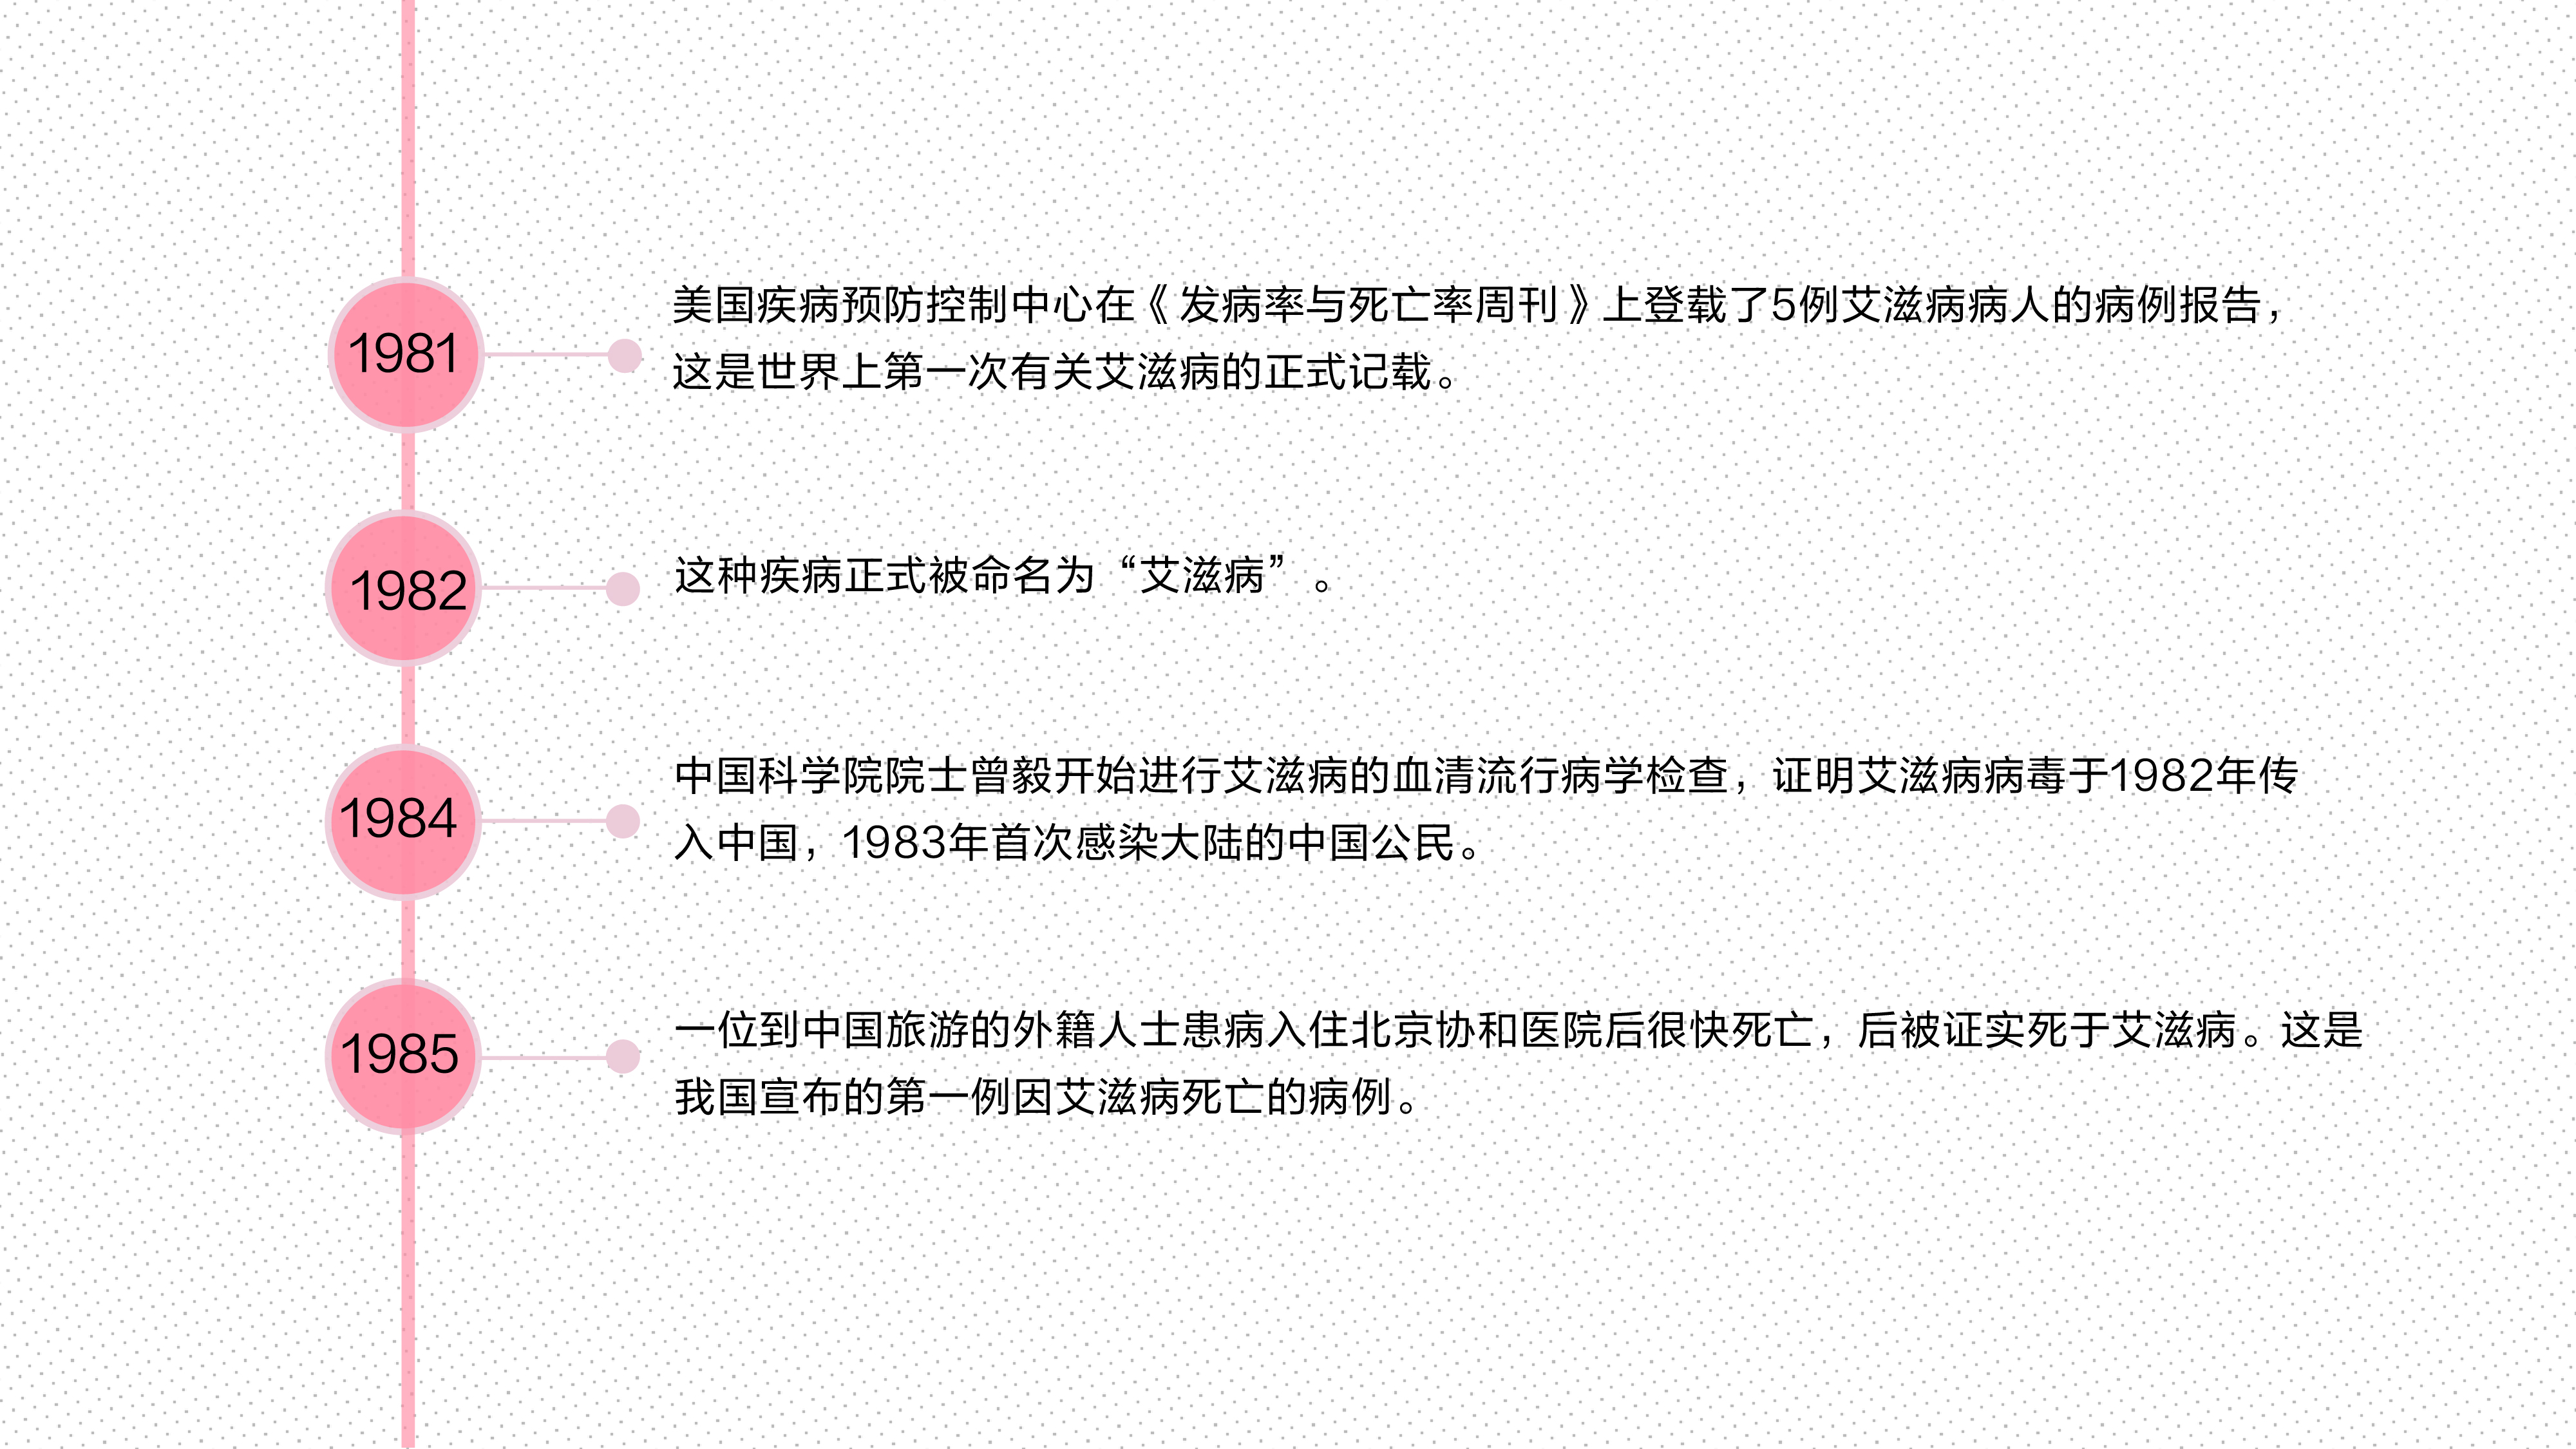 1981
美国疾病预防控制中心在《发病率与死亡率周刊》上登载了5例艾滋病病人的病例报告，
这是世界上第一次有关艾滋病的正式记载。
1982
这种疾病正式被命名为“艾滋病”。
1984
中国科学院院士曾毅开始进行艾滋病的血清流行病学检查，证明艾滋病病毒于1982年传
入中国，1983年首次感染大陆的中国公民。
1985
一位到中国旅游的外籍人士患病入住北京协和医院后很快死亡，后被证实死于艾滋病。这是
我国宣布的第一例因艾滋病死亡的病例。